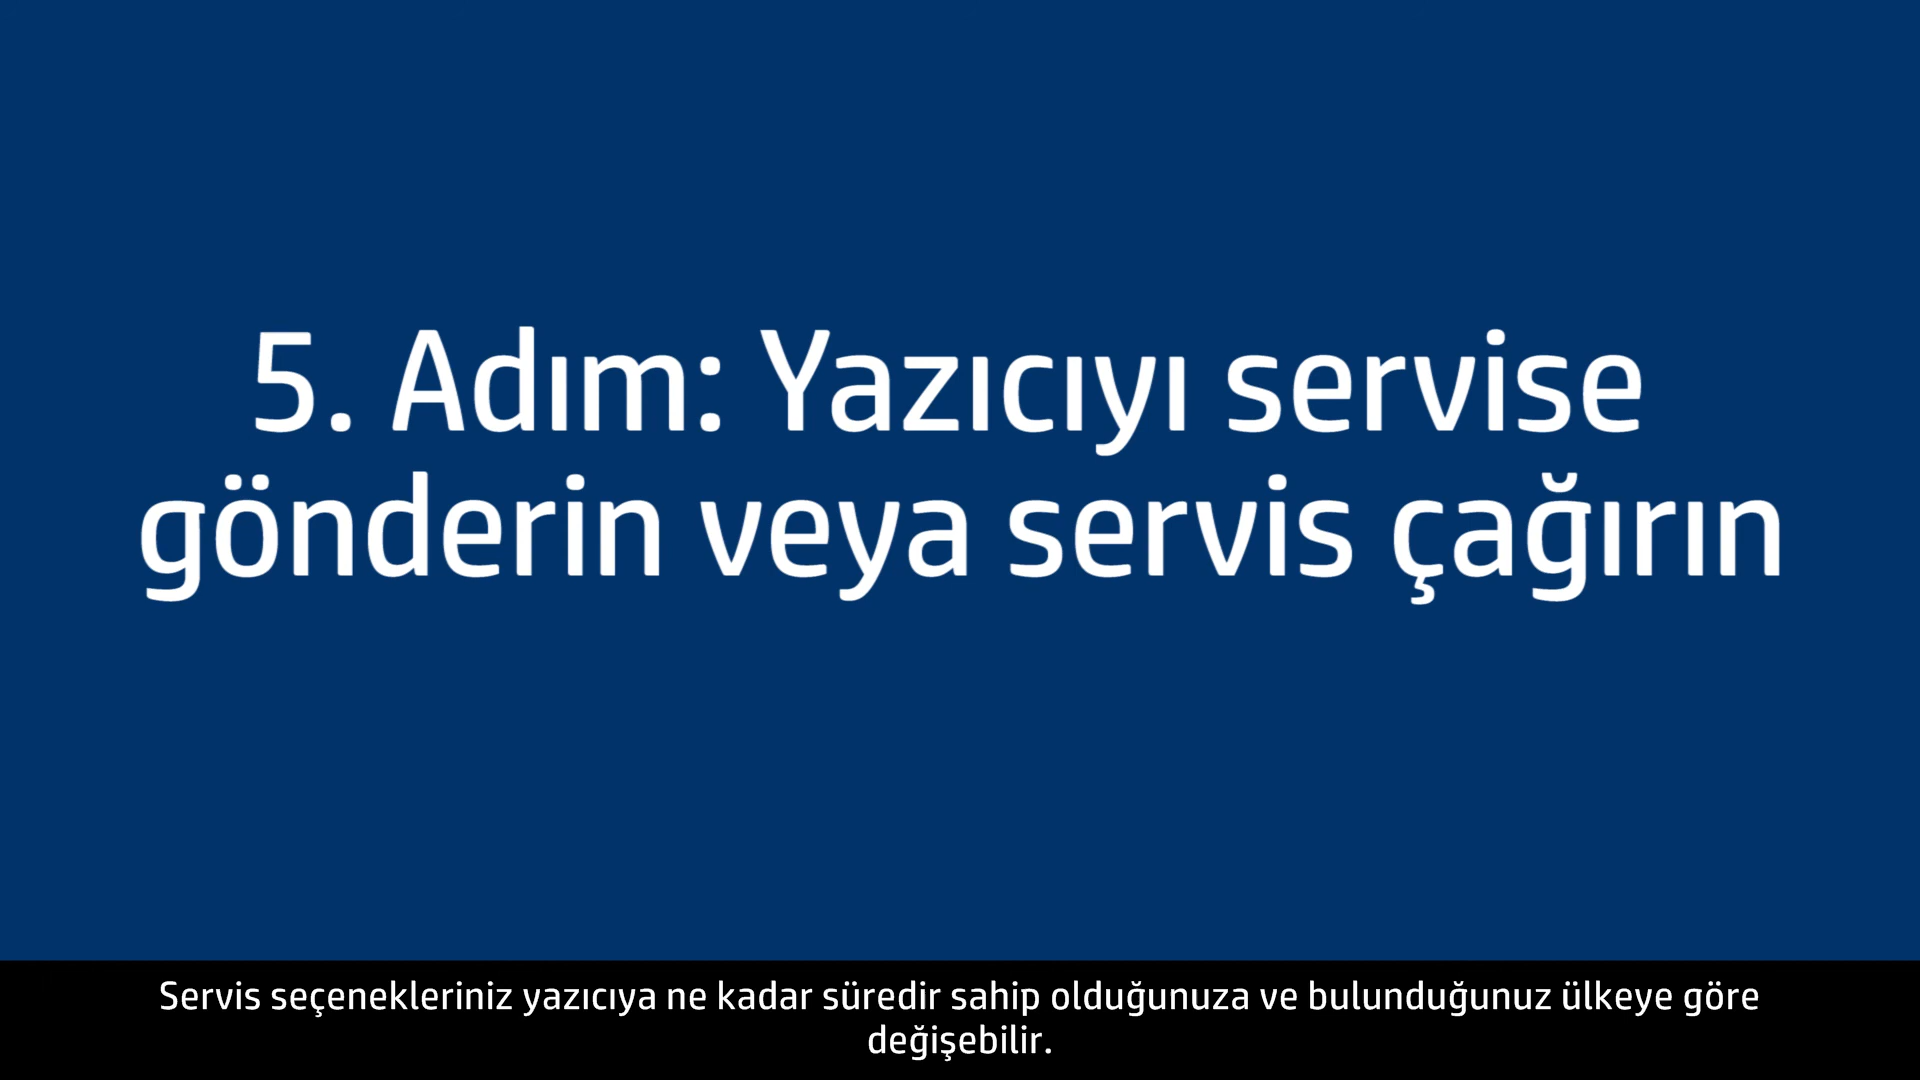 5. Adım: Yazıcıyı servise
gönderin veya servis çağırın
Servis seçenekleriniz yazıcıya ne kadar süredir sahip olduğunuza ve bulunduğunuz ülkeye göre
değişebilir.